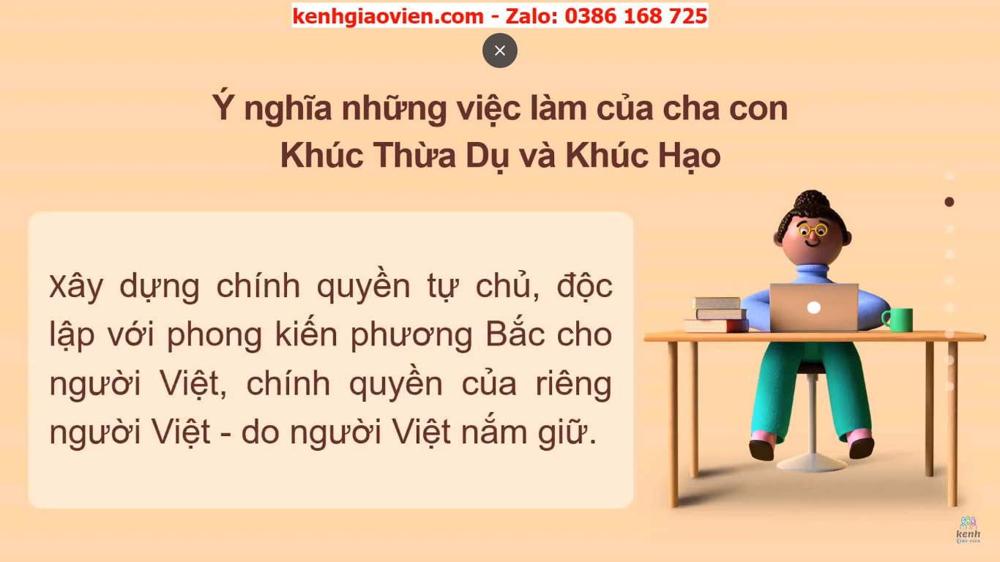 kenhgiaovien.com - Zalo: 0386 168 725
Ý nghĩa những việc làm của cha con
Khúc Thừa Dụ và Khúc Hạo
Xây dựng chính quyền tự chủ, độc
lập với phong kiến phương Bắc cho
người Việt, chính quyền của riêng
người Việt - do người Việt nắm giữ.
kenh
Giáo viên